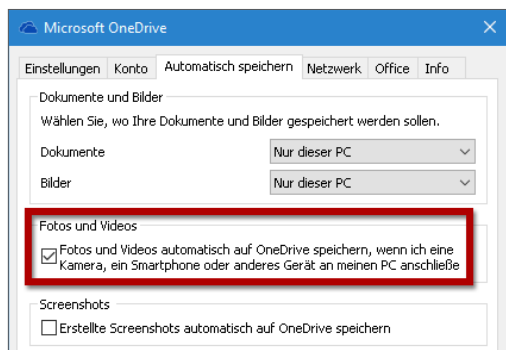 Microsoft OneDrive
Einstellungen Konto Automatisch speichern Netzwerk Office Info
Dokumente und Bilder
Wählen Sie, wo Ihre Dokumente und Bilder gespeichert werden sollen.
Dokumente Nur dieser PC
Bilder Nur dieser PC
Fotos und Videos
Fotos und Videos automatisch auf OneDrive speichern, wenn ich eine
Kamera, ein Smartphone oder anderes Gerät an meinen PC anschließe
Screenshots
Erstellte Screenshots automatisch auf OneDrive speichern